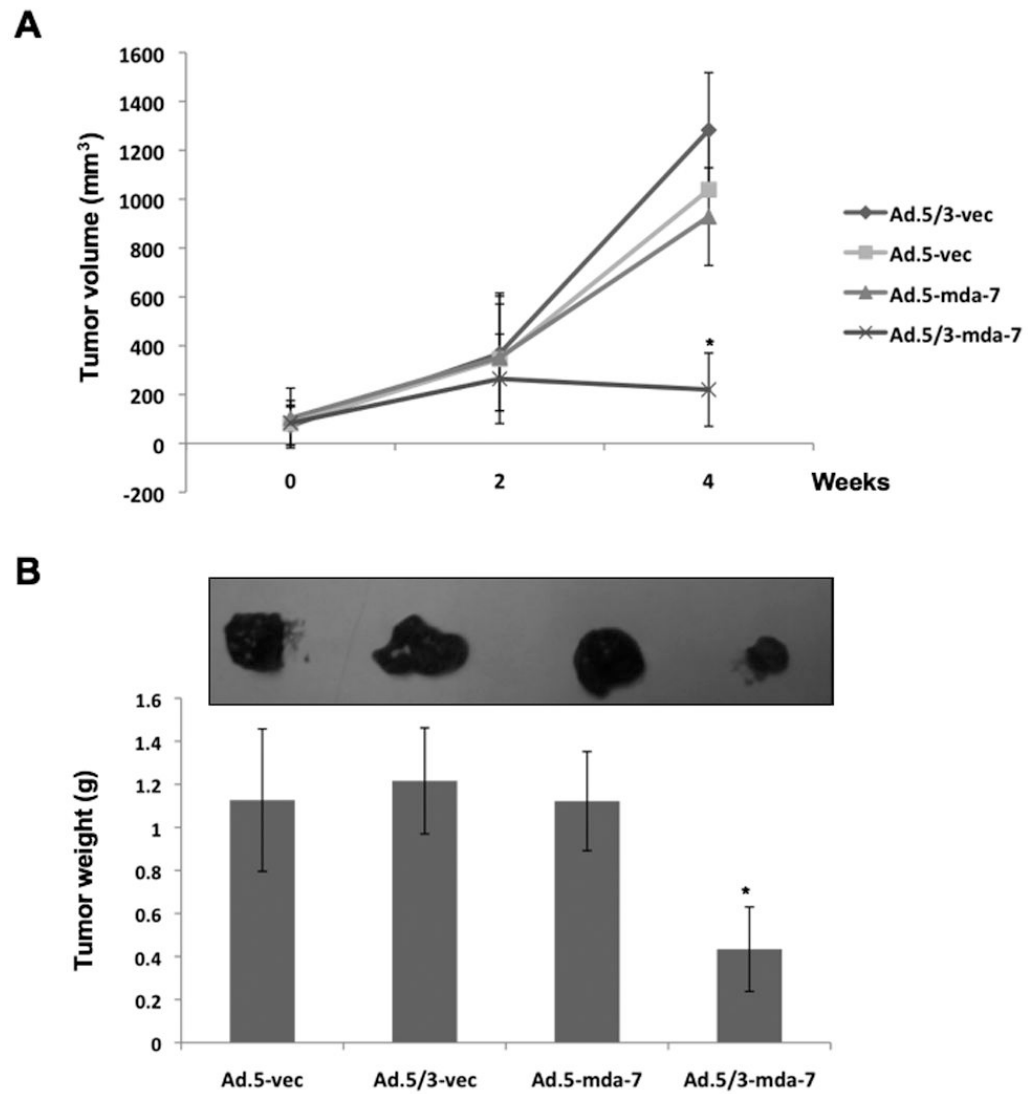 A
Tumor volume (mm³)
1600
1400
1200
1000
800
600
400
200
0
-200
*
0 2 4 Weeks
Ad.5/3-vec
Ad.5-vec
Ad.5-mda-7
Ad.5/3-mda-7
B
Tumor weight (g)
1.6
1.4
1.2
1
0.8
0.6
0.4
0.2
0
*
Ad.5-vec Ad.5/3-vec Ad.5-mda-7 Ad.5/3-mda-7